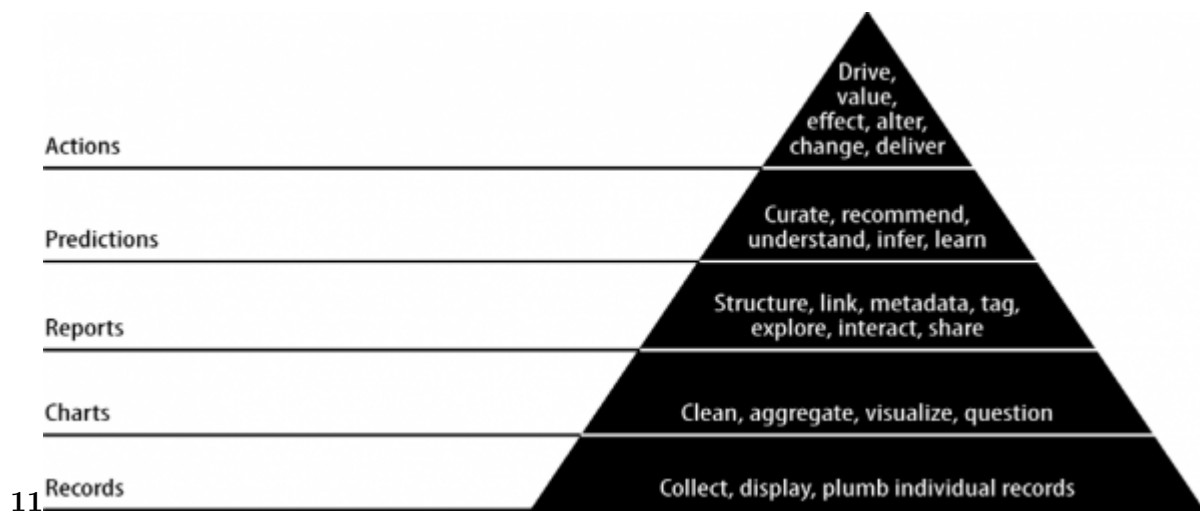 Drive,
value,
effect, alter,
change, deliver
Actions
Curate, recommend,
understand, infer, learn
Predictions
Structure, link, metadata, tag,
explore, interact, share
Reports
Clean, aggregate, visualize, question
Charts
Collect, display, plumb individual records
Records
11